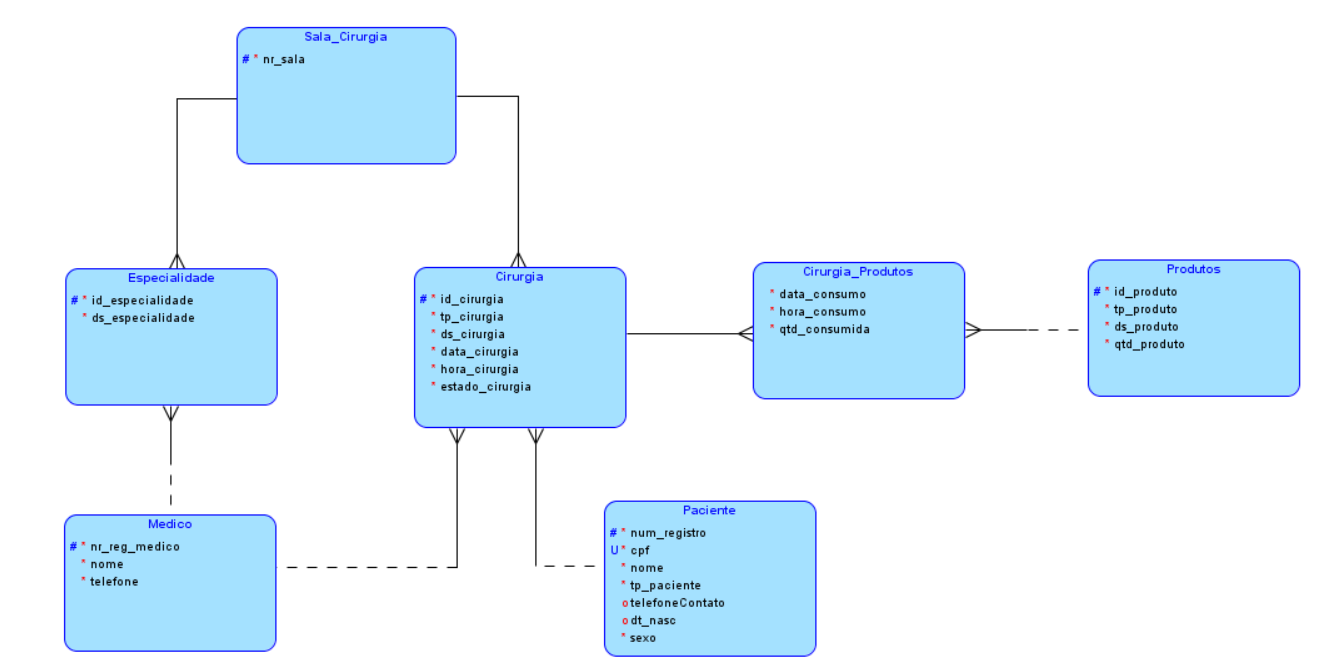 Sala_Cirurgia
# * nr_sala
Especialidade
# * id_especialidade
* ds_especialidade
Cirurgia
# * id_cirurgia
* tp_cirurgia
* ds_cirurgia
* data_cirurgia
* hora_cirurgia
* estado_cirurgia
Cirurgia_Produtos
* data_consumo
* hora_consumo
* qtd_consumida
Produtos
# * id_produto
* tp_produto
* ds_produto
* qtd_produto
Medico
# * nr_reg_medico
* nome
* telefone
Paciente
# * num_registro
U * cpf
* nome
* tp_paciente
o telefoneContato
o dt_nasc
* sexo